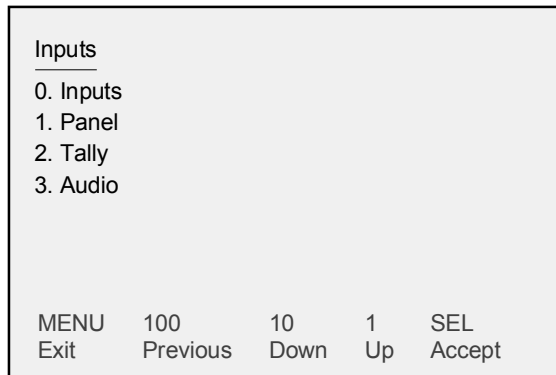 Inputs
0. Inputs
1. Panel
2. Tally
3. Audio
MENU 100 10 1 SEL
Exit Previous Down Up Accept